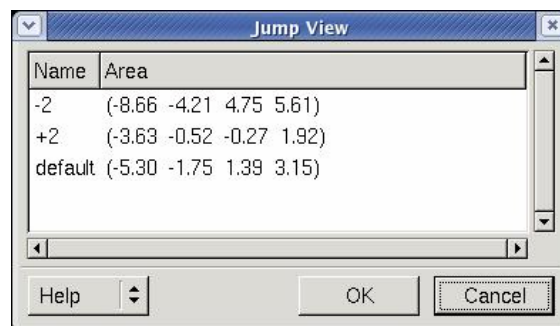 Jump View
Name Area
-2 (-8.66 -4.21 4.75 5.61)
+2 (-3.63 -0.52 -0.27 1.92)
default (-5.30 -1.75 1.39 3.15)
Help OK Cancel